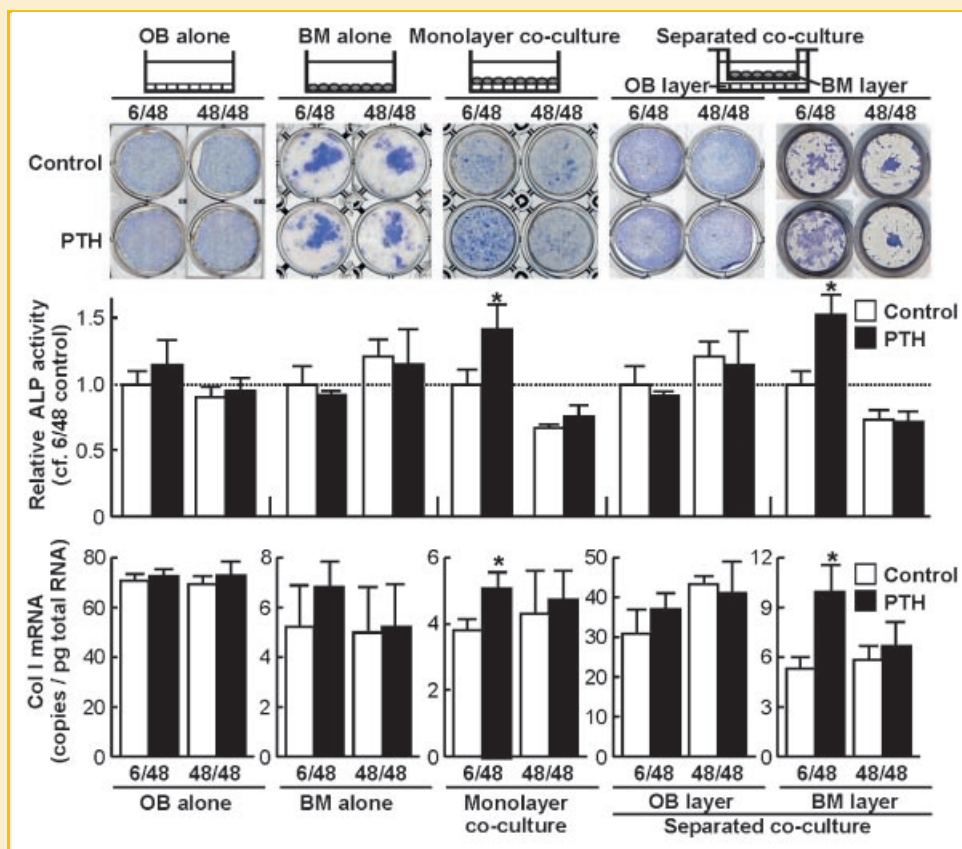 OB alone BM alone Monolayer co-culture Separated co-culture
OB layer BM layer
6/48 48/48 6/48 48/48 6/48 48/48 6/48 48/48 6/48 48/48
Control
PTH
Relative ALP activity
(cf. 6/48 control)
1.5
1.0
0.5
0
* *
Control
PTH
Col I mRNA
(copies / pg total RNA)
80
60
40
20
0
8
6
4
2
0
6
4
2
0
*
50
40
30
20
10
0
12
9
6
3
0
*
Control
PTH
6/48 48/48 6/48 48/48 6/48 48/48 6/48 48/48 6/48 48/48
OB alone BM alone Monolayer co-culture OB layer BM layer
Separated co-culture